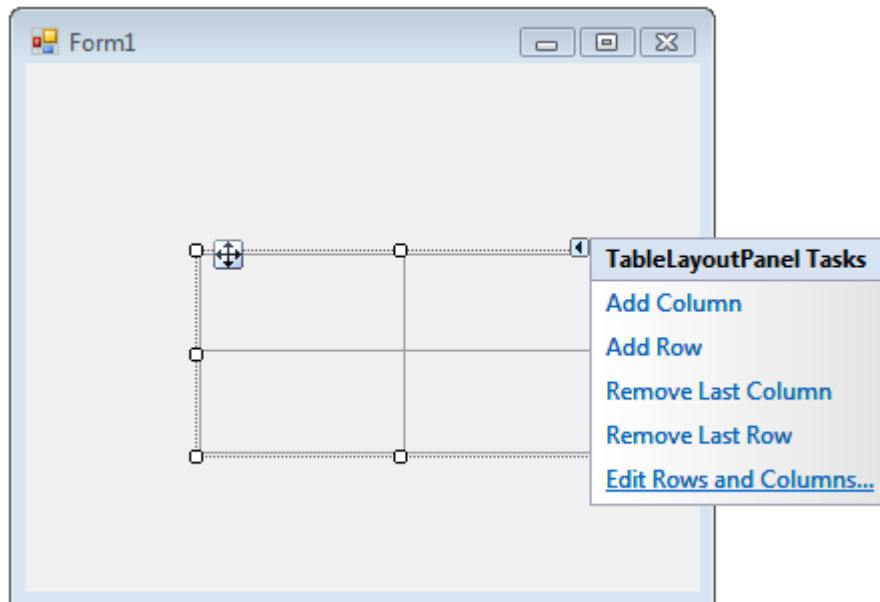 Form1
TableLayoutPanel Tasks
Add Column
Add Row
Remove Last Column
Remove Last Row
Edit Rows and Columns...